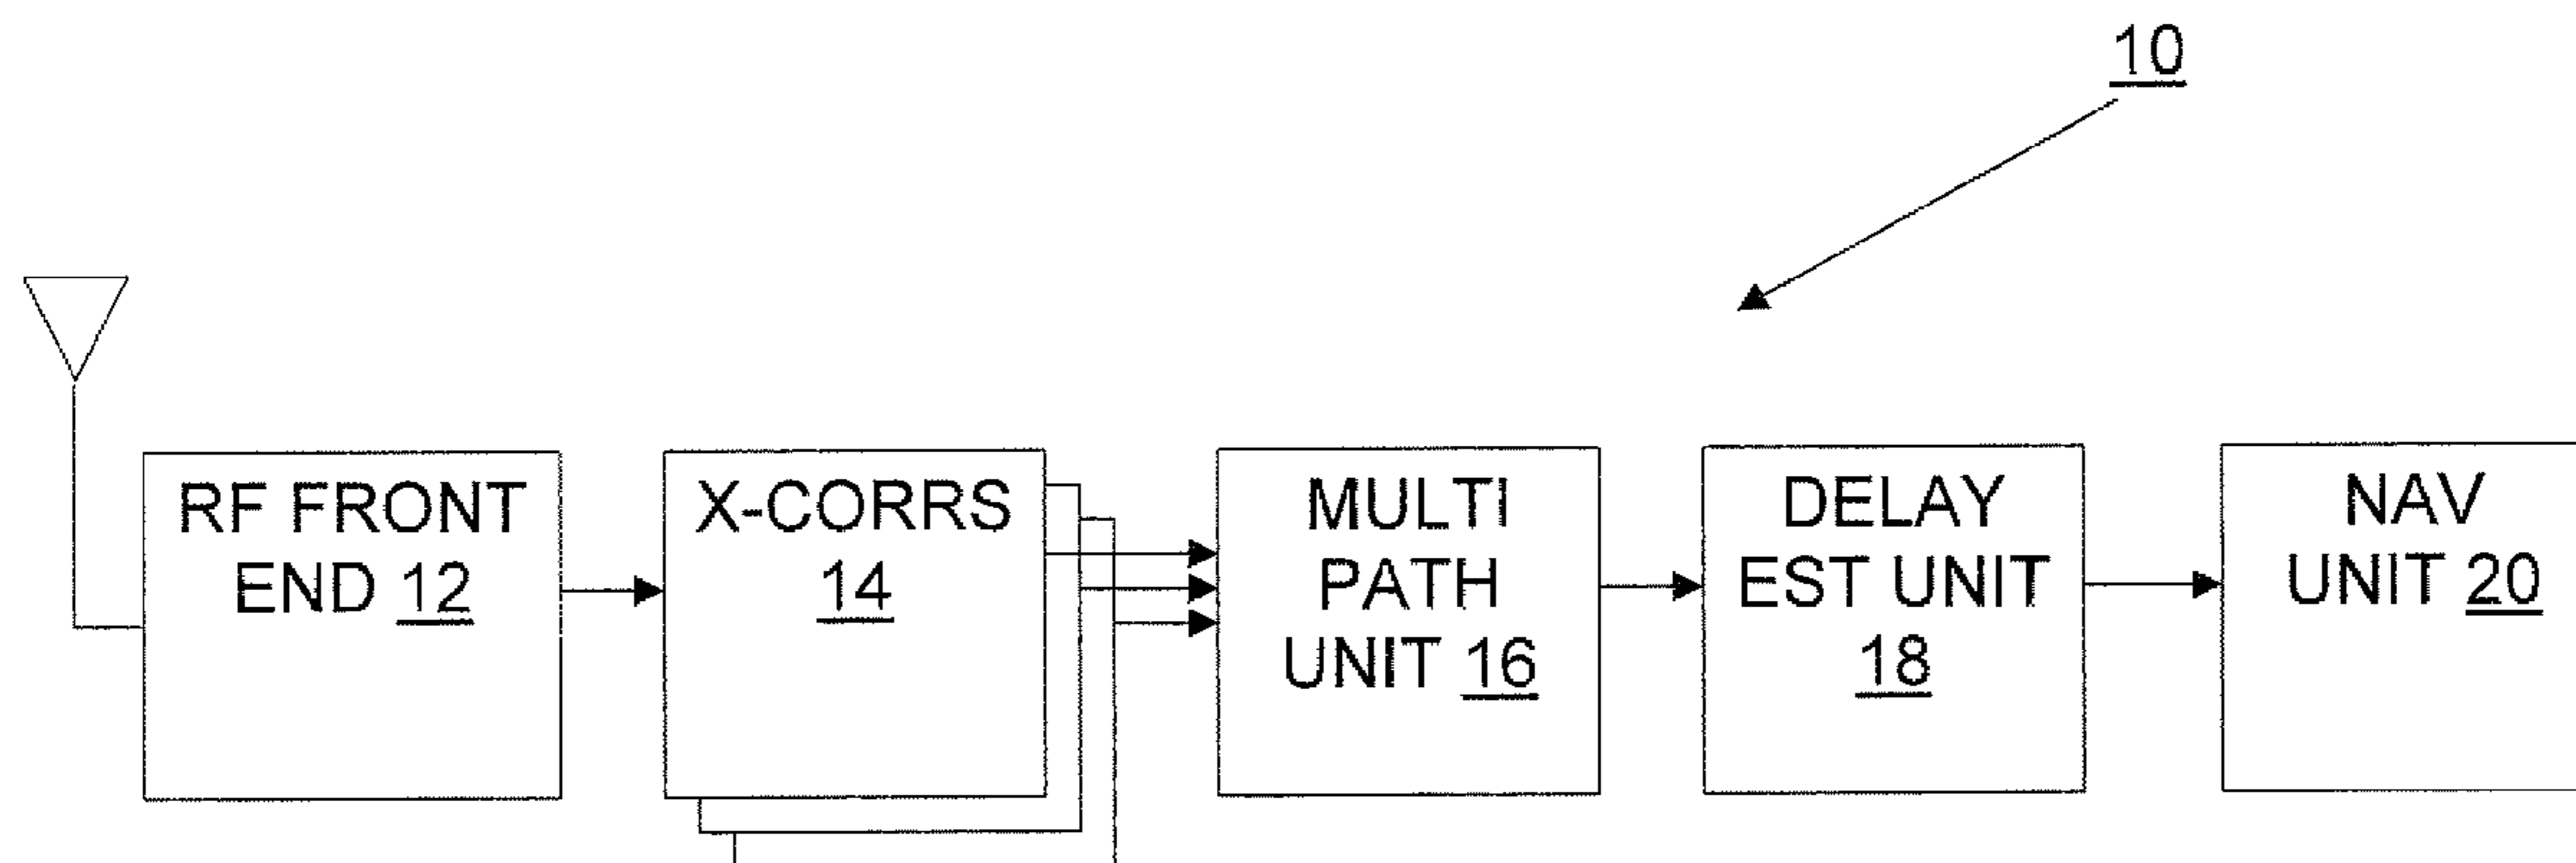 10
RF FRONT
END 12
X-CORRS
14
MULTI
PATH
UNIT 16
DELAY
EST UNIT
18
NAV
UNIT 20